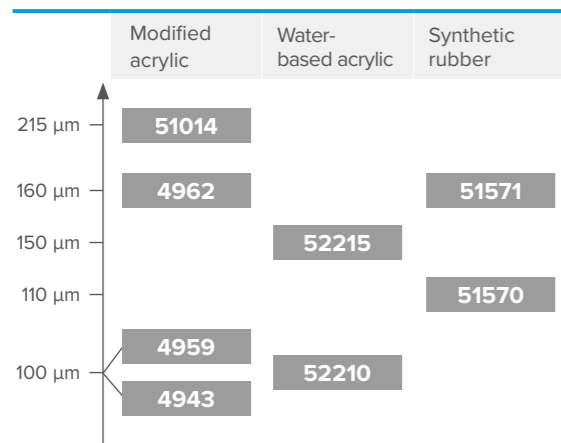 Modified
acrylic
Water-
based acrylic
Synthetic
rubber
215 µm
51014
160 µm
4962
51571
150 µm
52215
110 µm
51570
4959
100 µm
52210
4943